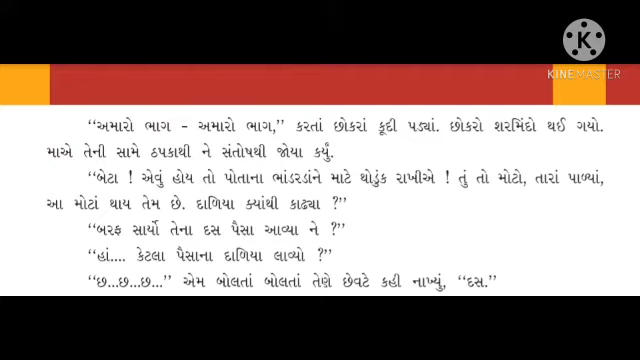 KINEMASTER
“અમારો ભાગ - અમારો ભાગ,” કરતાં છોકરાં કૂદી પડ્યાં. છોકરો શરમિંદો થઈ ગયો.
માએ તેની સામે ઠપકાથી ને સંતોષથી જોયા કર્યું.
“બેટા ! એવું હોય તો પોતાના ભાંડરડાંને માટે થોડુંક રાખીએ ! તું તો મોટો, તારાં પાળ્યાં,
આ મોટાં થાય તેમ છે. દાળિયા ક્યાંથી કાઢ્યા ?”
“બરફ સાર્યો તેના દસ પૈસા આવ્યા ને ?”
“હાં.... કેટલા પૈસાના દાળિયા લાવ્યો ?”
“છ...છ...છ...” એમ બોલતાં બોલતાં તેણે છેવટે કહી નાખ્યું, “દસ.”